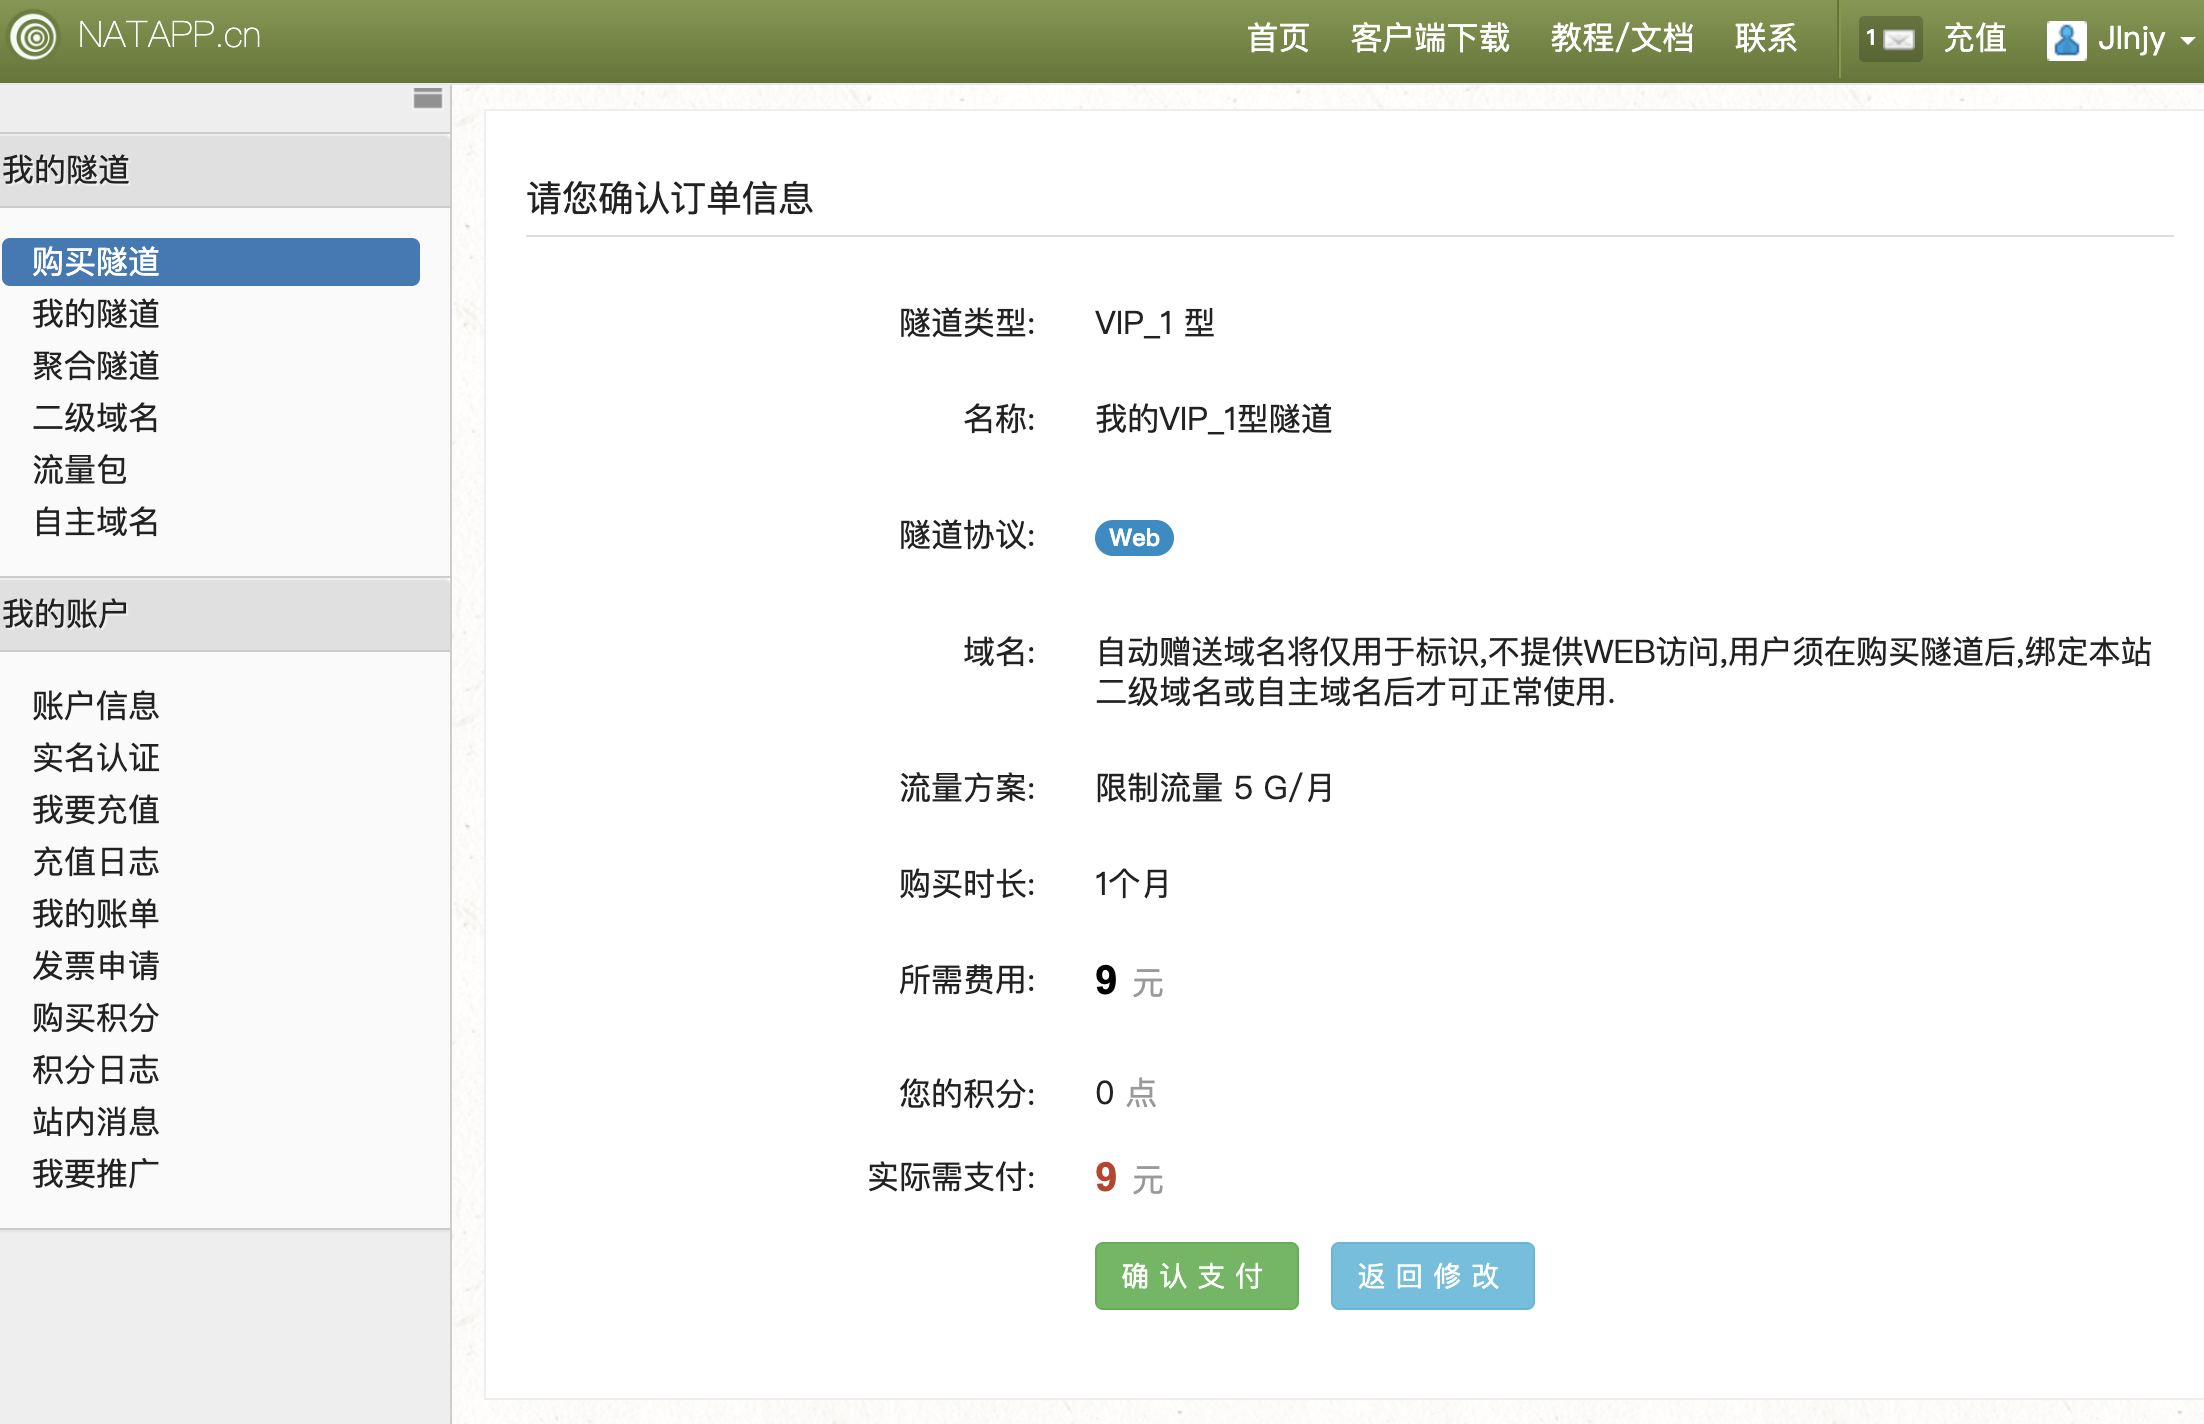 NATAPP.cn
首页 客户端下载 教程/文档 联系 1 充值 Jlnjy
我的隧道
购买隧道
我的隧道
聚合隧道
二级域名
流量包
自主域名
我的账户
账户信息
实名认证
我要充值
充值日志
我的账单
发票申请
购买积分
积分日志
站内消息
我要推广
请您确认订单信息
隧道类型: VIP_1 型
名称: 我的VIP_1型隧道
隧道协议: Web
域名: 自动赠送域名将仅用于标识,不提供WEB访问,用户须在购买隧道后,绑定本站
二级域名或自主域名后才可正常使用.
流量方案: 限制流量 5 G/月
购买时长: 1个月
所需费用: 9 元
您的积分: 0 点
实际需支付: 9 元
确认支付 返回修改